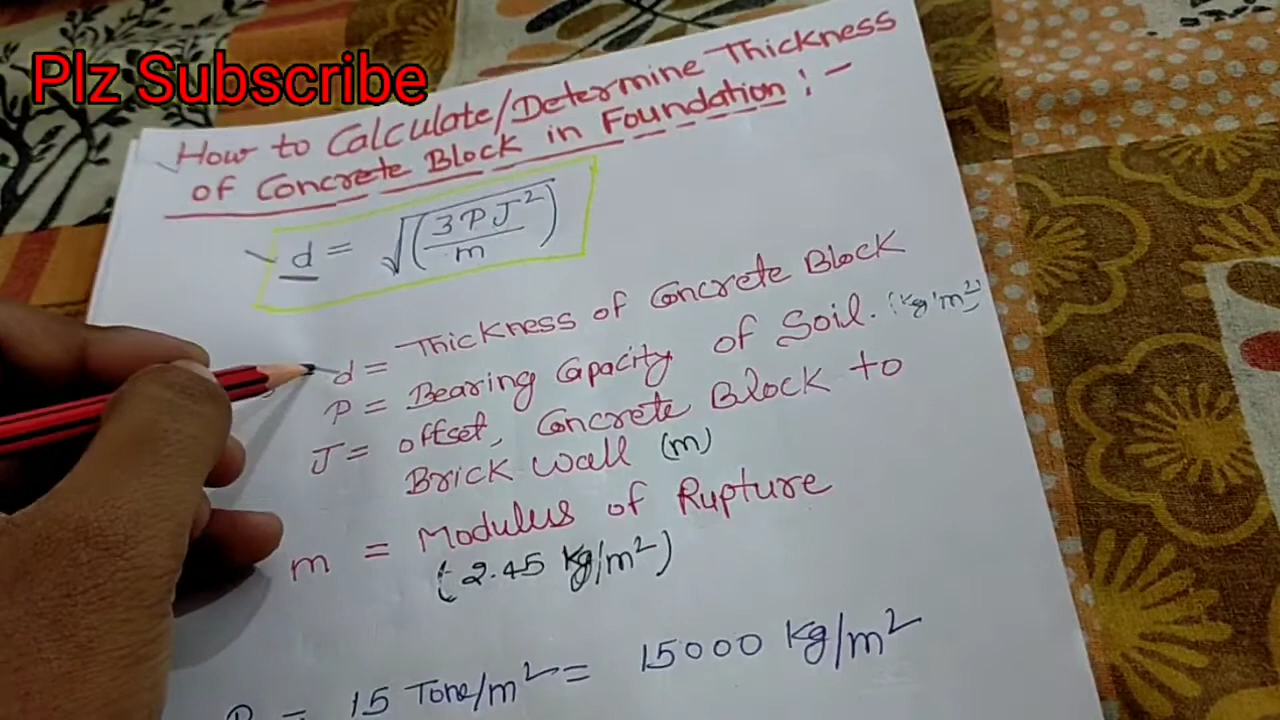 Plz Subscribe
How to Calculate/Determine Thickness
of Concrete Block in Foundation :-
d = √(3PJ²/m)
d = Thickness of Concrete Block
P = Bearing Capacity of Soil. (kg/m²)
J = offset, Concrete Block to
Brick Wall (m)
m = Modulus of Rupture
(2.45 kg/m²)
P = 15 Tone/m² = 15000 kg/m²